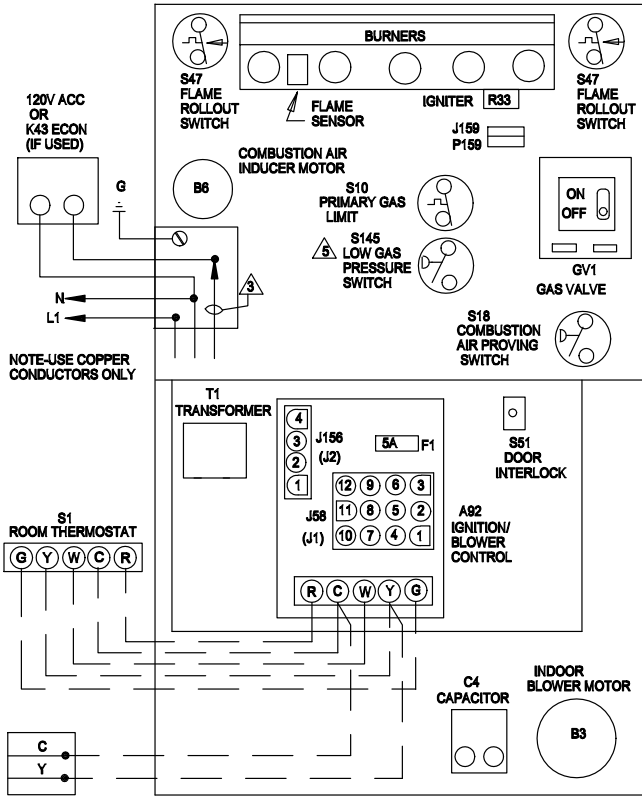 BURNERS
S47
FLAME
ROLLOUT
SWITCH
FLAME
SENSOR
IGNITER
R33
S47
FLAME
ROLLOUT
SWITCH
J159
P159
120V ACC
OR
K43 ECON
(IF USED)
G
COMBUSTION AIR
INDUCER MOTOR
B6
S10
PRIMARY GAS
LIMIT
5
S145
LOW GAS
PRESSURE
SWITCH
ON
OFF
GV1
GAS VALVE
3
N
L1
S18
COMBUSTION
AIR PROVING
SWITCH
NOTE-USE COPPER
CONDUCTORS ONLY
T1
TRANSFORMER
4
3
2
1
J156
(J2)
5A
F1
S51
DOOR
INTERLOCK
12 9 6 3
11 8 5 2
10 7 4 1
J58
(J1)
A92
IGNITION/
BLOWER
CONTROL
S1
ROOM THERMOSTAT
G Y W C R
R C W Y G
C4
CAPACITOR
INDOOR
BLOWER MOTOR
B3
C
Y